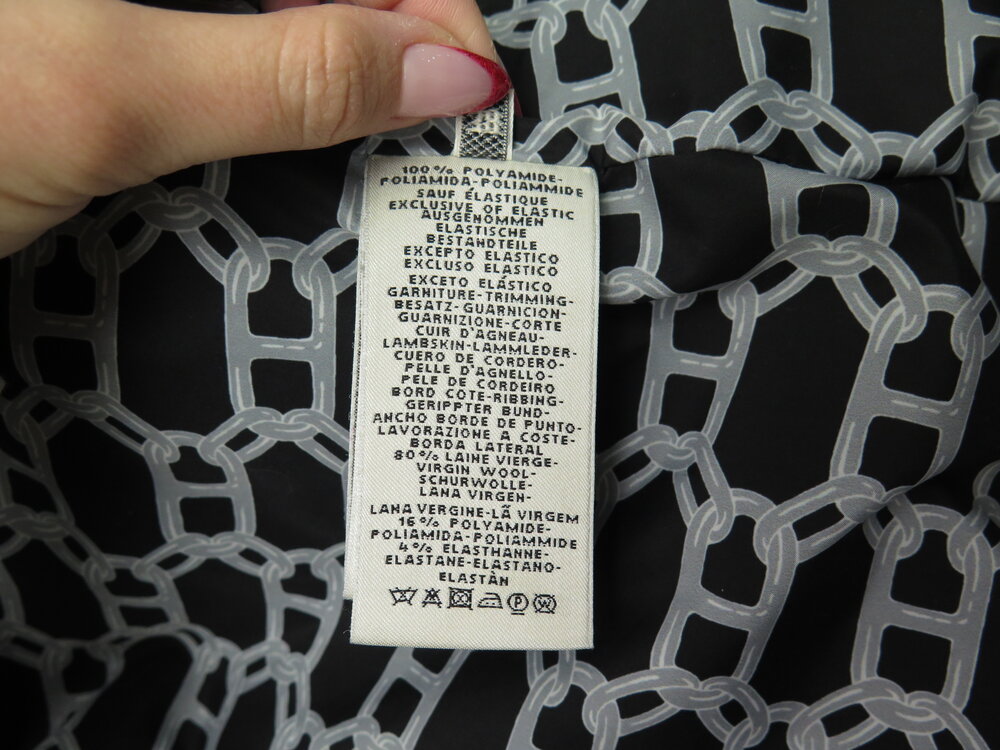 100% POLYAMIDE-
POLIAMIDA-POLIAMMIDE
SAUF ÉLASTIQUE
EXCLUSIVE OF ELASTIC
AUSGENOMMEN
ELASTISCHE
BESTANDTEILE
EXCEPTO ELASTICO
EXCLUSO ELASTICO
EXCETO ELÁSTICO
GARNITURE-TRIMMING-
BESATZ-GUARNICION-
GUARNIZIONE-CORTE
CUIR D'AGNEAU-
LAMBSKIN-LAMMLEDER-
CUERO DE CORDERO-
PELLE D'AGNELLO-
PELE DE CORDEIRO
BORD COTE-RIBBING-
GERIPPTER BUND-
ANCHO BORDE DE PUNTO-
LAVORAZIONE A COSTE-
BORDA LATERAL
80% LAINE VIERGE-
VIRGIN WOOL-
SCHURWOLLE-
LANA VIRGEN-
LANA VERGINE-LÃ VIRGEM
16% POLYAMIDE-
POLIAMIDA-POLIAMMIDE
4% ELASTHANNE-
ELASTANE-ELASTANO-
ELASTÀN
P W